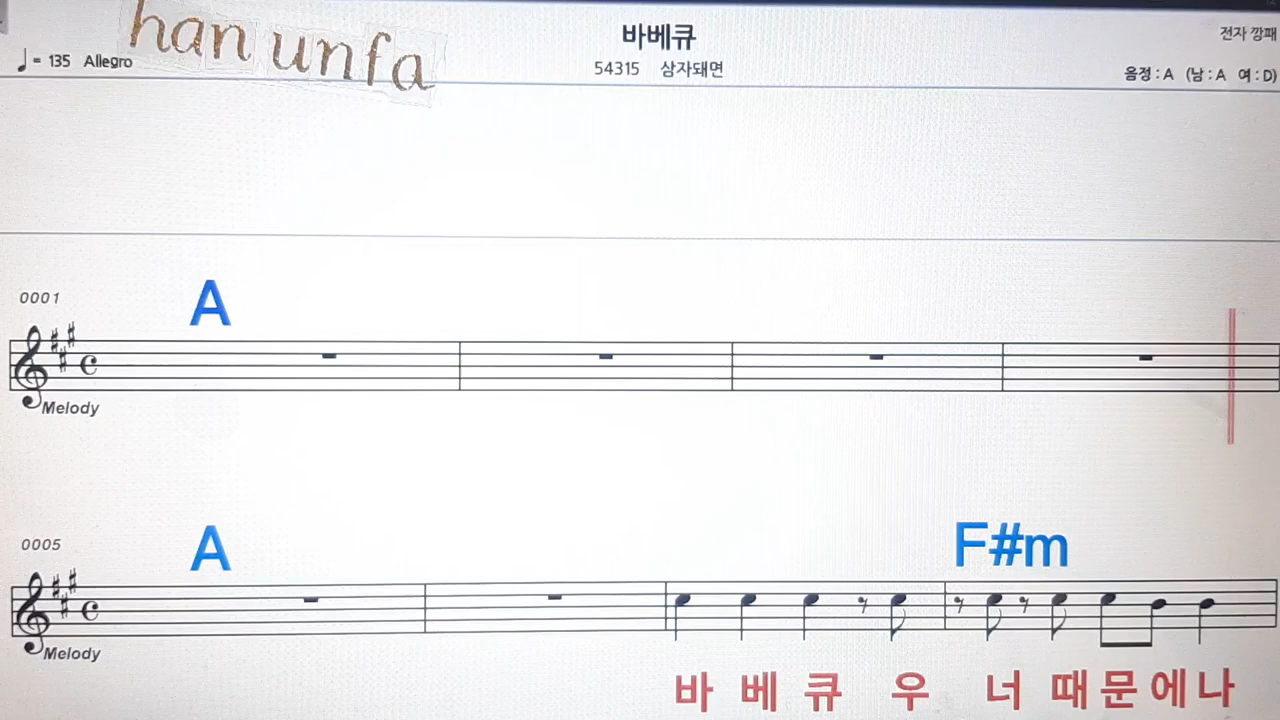 han unfa
바베큐
전자 깡패
♩= 135 Allegro
54315 삼자돼면
음정 : A (남 : A 여 : D)
0001
A
Melody
0005
A F#m
Melody
바 베 큐 우 너 때 문 에 나